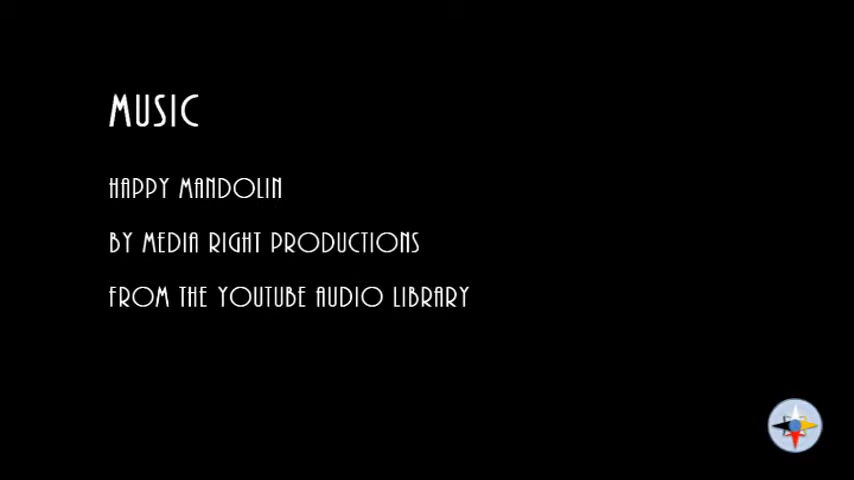 MUSIC
HAPPY MANDOLIN
BY MEDIA RIGHT PRODUCTIONS
FROM THE YOUTUBE AUDIO LIBRARY